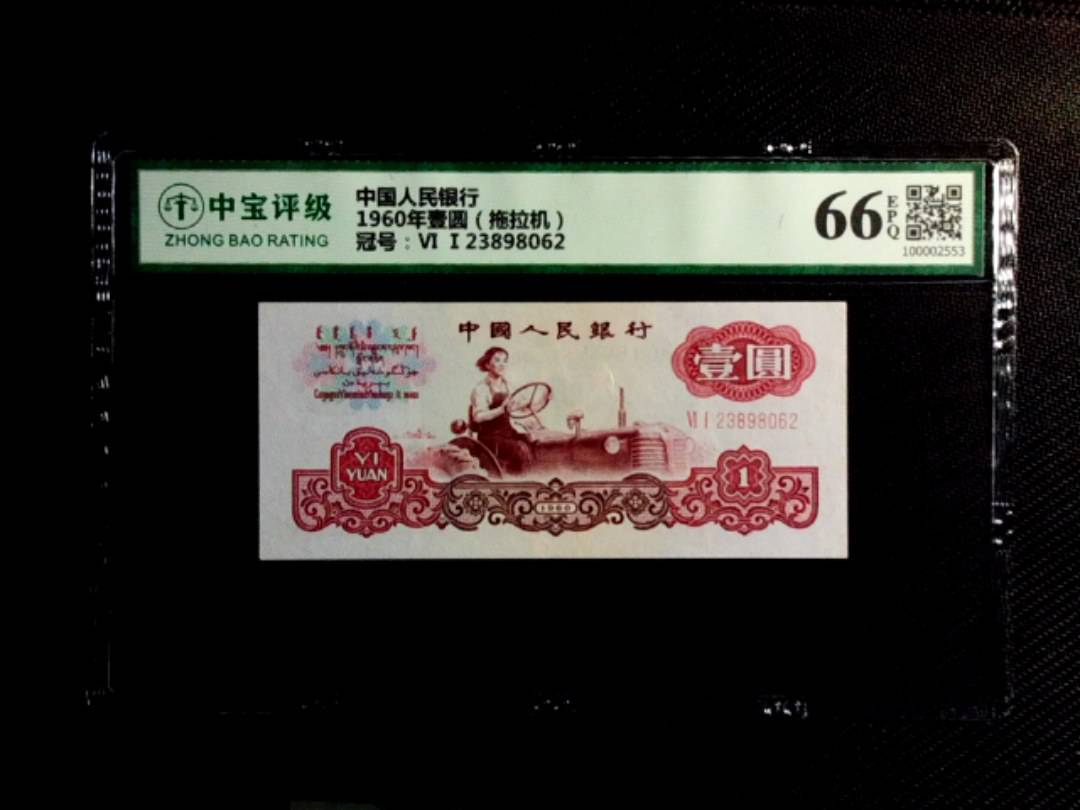 中宝评级
ZHONG BAO RATING
中国人民银行
1960年壹圆（拖拉机）
冠号：Ⅵ Ⅰ 23898062
66
EPQ
100002553
中國人民銀行
壹圓
Ⅵ Ⅰ 23898062
YI
YUAN
1
1960